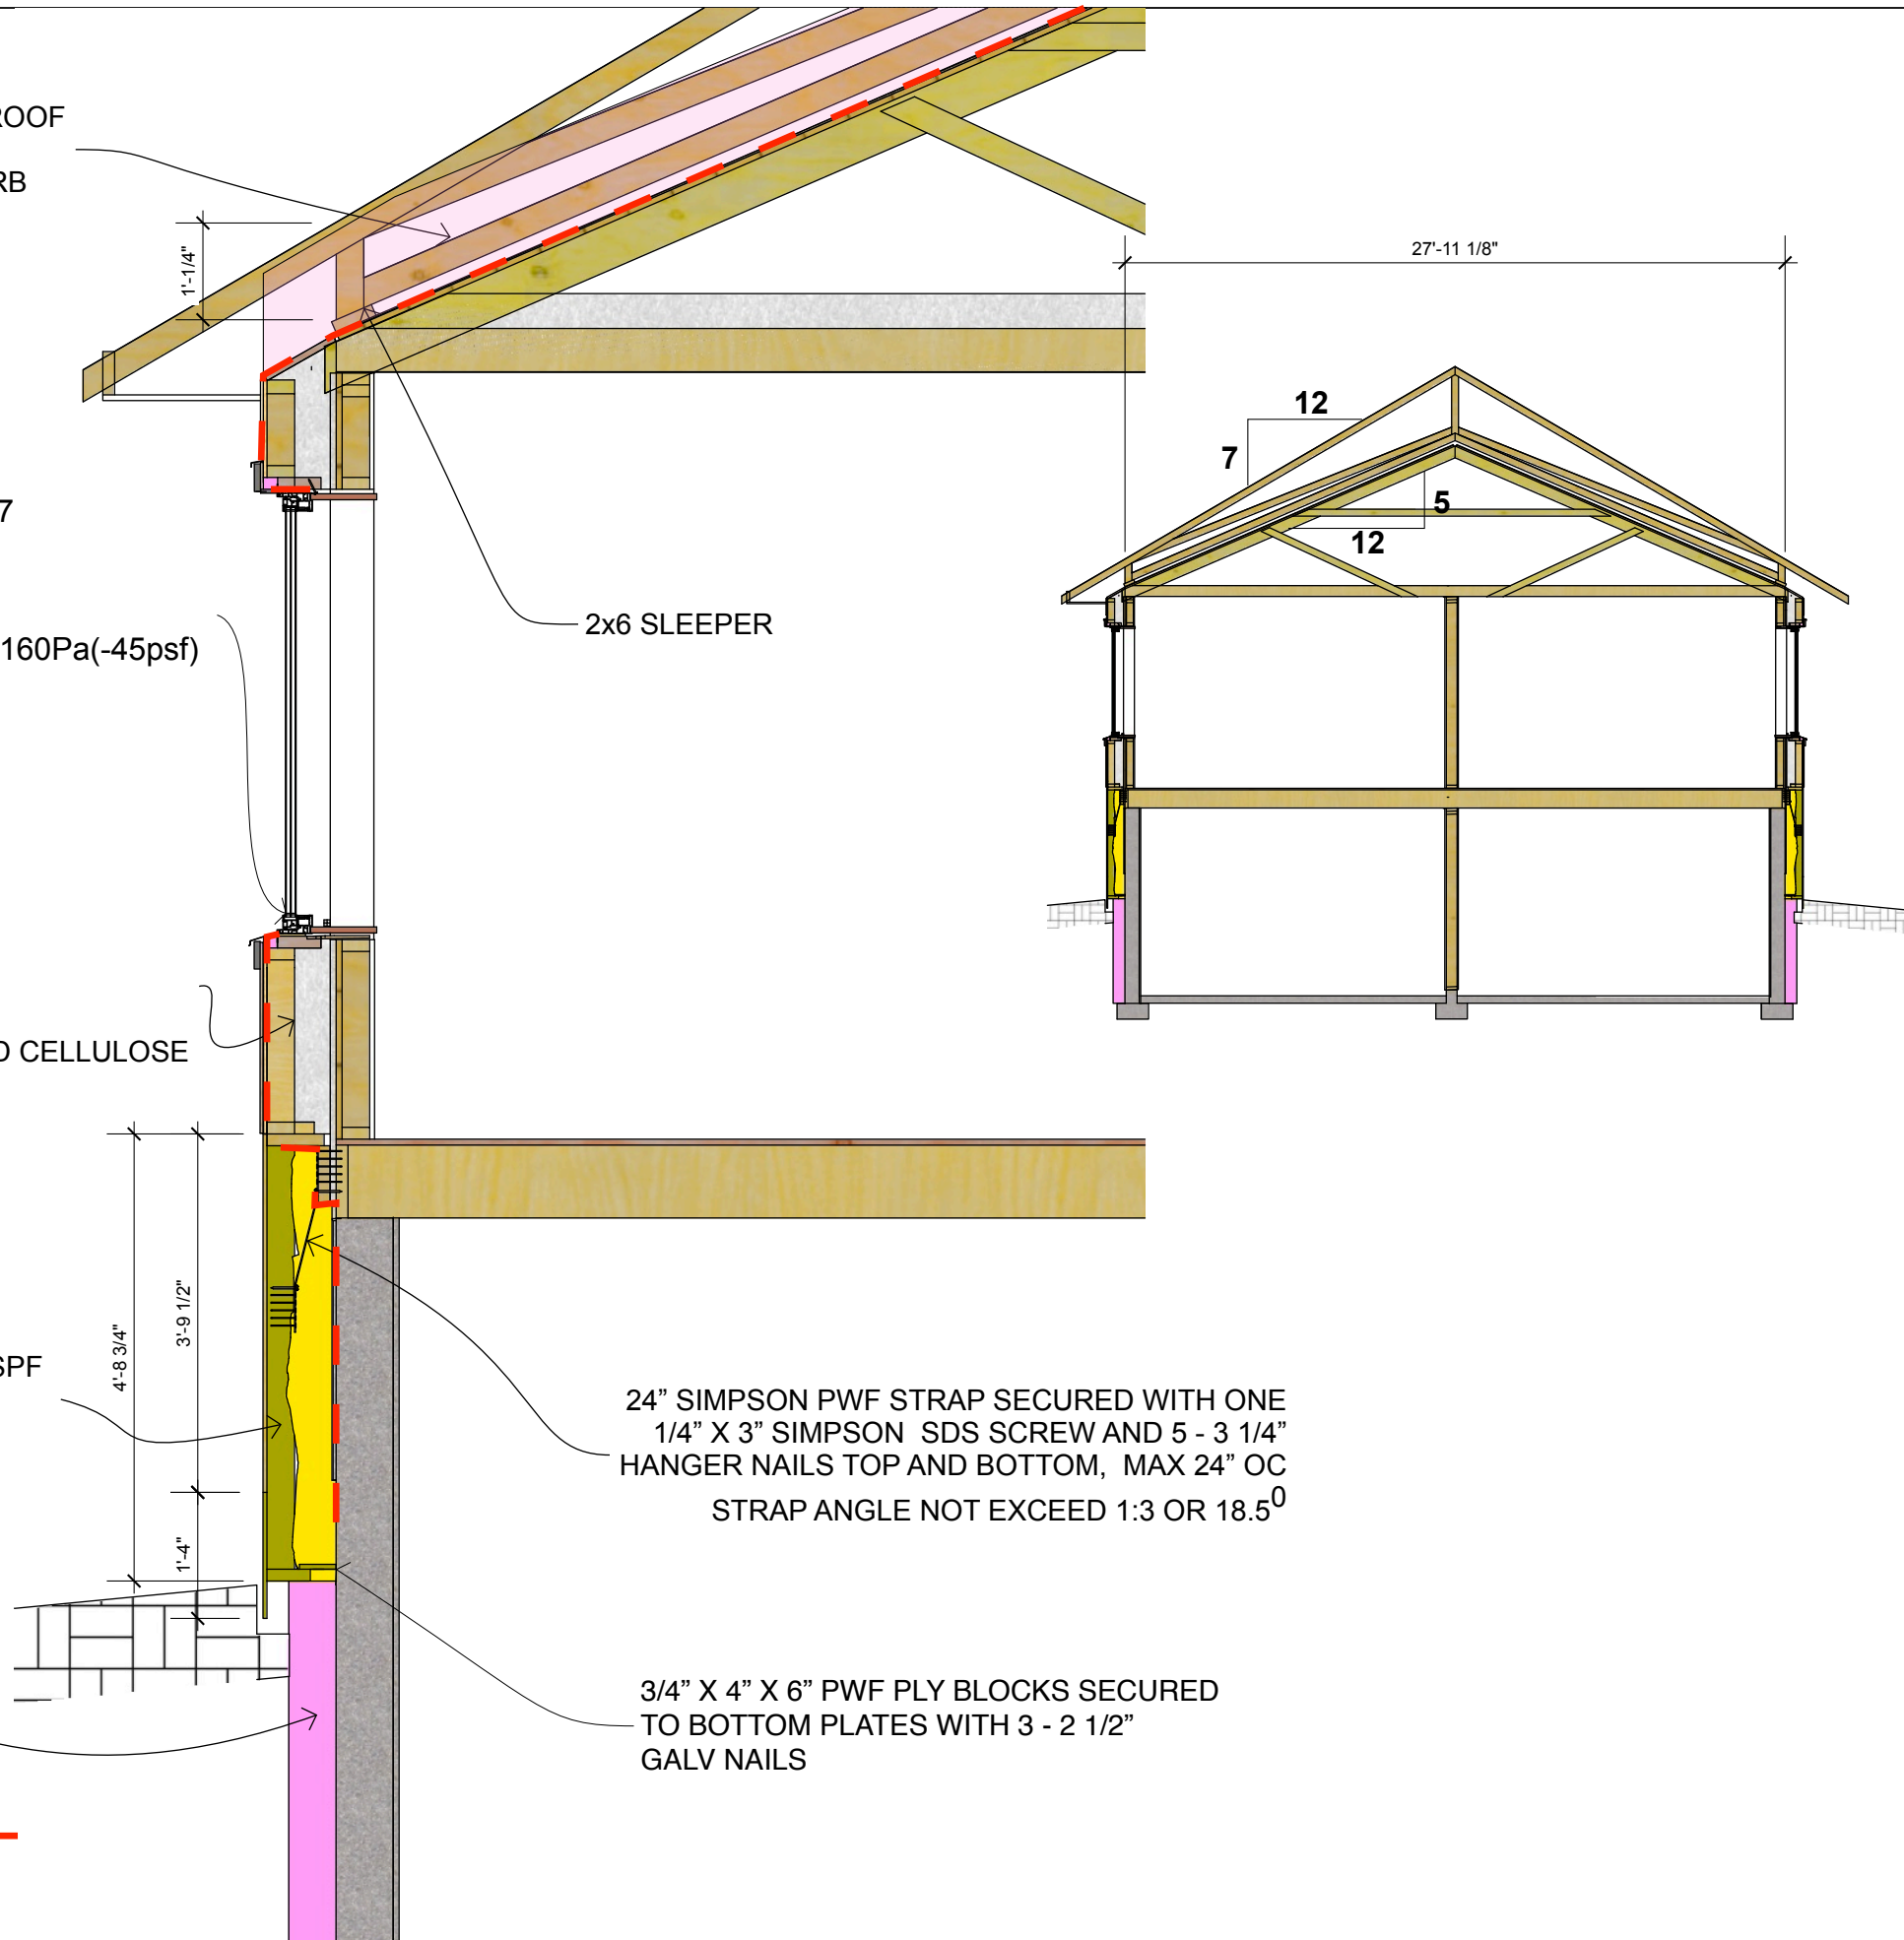 ROOF
RB
1'-1/4"
27'-11 1/8"
12
7
5
12
7
2x6 SLEEPER
160Pa(-45psf)
CELLULOSE
3'-9 1/2"
4'-8 3/4"
SPF
1'-4"
24” SIMPSON PWF STRAP SECURED WITH ONE
1/4” X 3” SIMPSON SDS SCREW AND 5 - 3 1/4”
HANGER NAILS TOP AND BOTTOM, MAX 24” OC
STRAP ANGLE NOT EXCEED 1:3 OR 18.5⁰
3/4” X 4” X 6” PWF PLY BLOCKS SECURED
TO BOTTOM PLATES WITH 3 - 2 1/2”
GALV NAILS